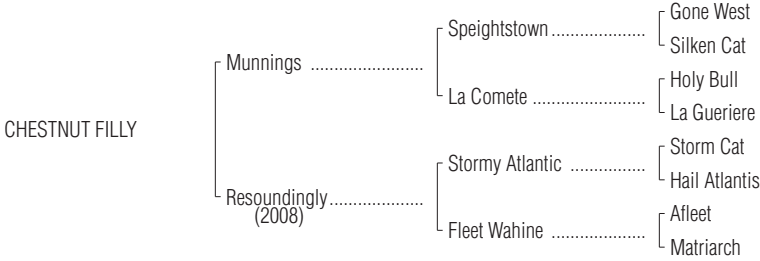 Gone West
Speightstown ....................
Silken Cat
Munnings ........................
Holy Bull
La Comete ........................
La Gueriere
CHESTNUT FILLY
Storm Cat
Stormy Atlantic ................
Hail Atlantis
Resoundingly....................
(2008)
Afleet
Fleet Wahine ....................
Matriarch